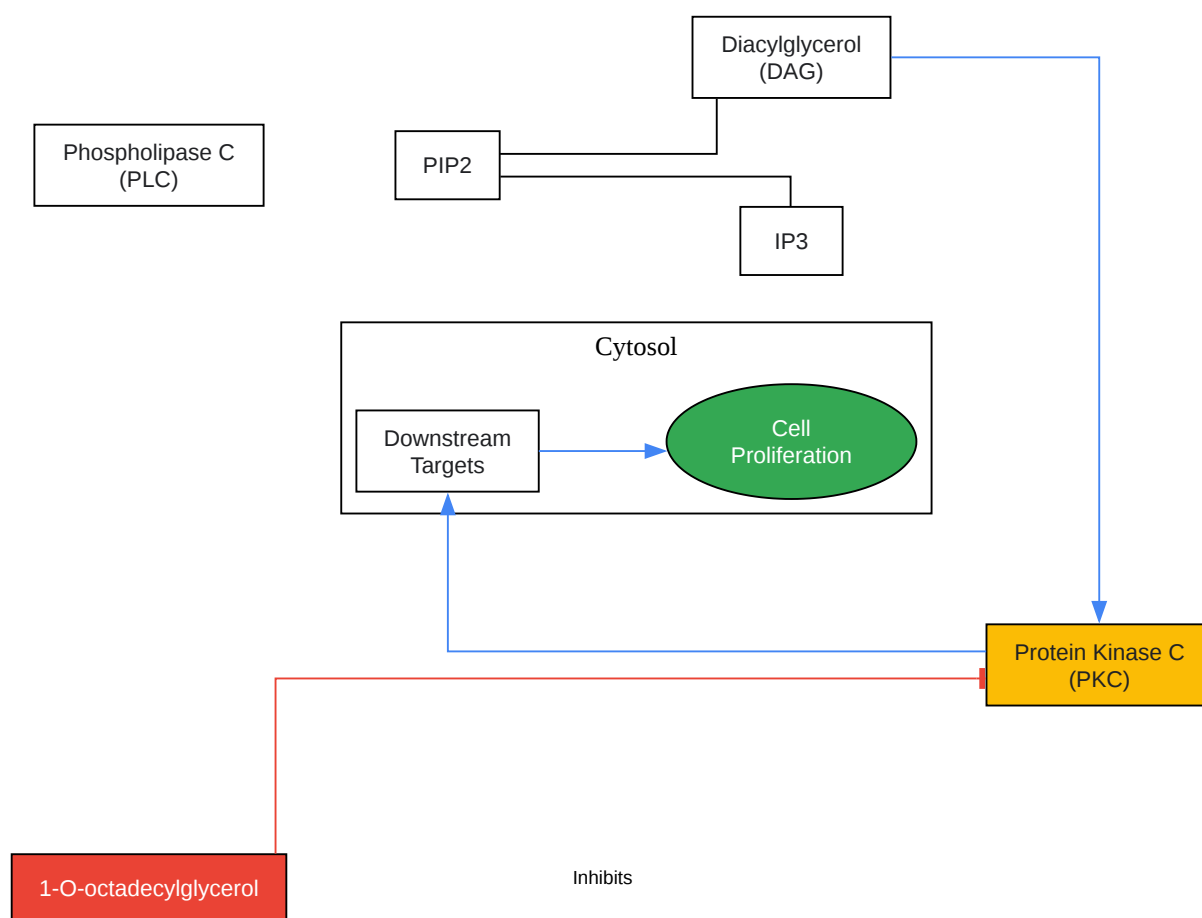 Diacylglycerol
(DAG)
Phospholipase C
(PLC)
PIP2
IP3
Cytosol
Downstream
Targets
Cell
Proliferation
Protein Kinase C
(PKC)
1-O-octadecylglycerol
Inhibits